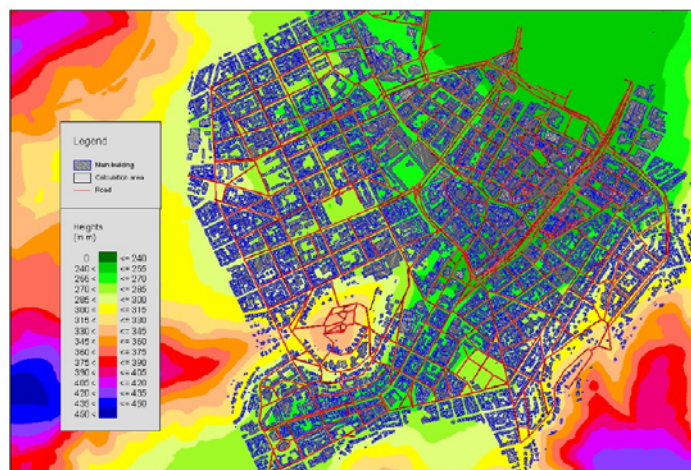 Legend
Main building
Calculation area
Road
Heights
(in m)
0 <= 240
240 < <= 255
255 < <= 270
270 < <= 285
285 < <= 300
300 < <= 315
315 < <= 330
330 < <= 345
345 < <= 360
360 < <= 375
375 < <= 390
390 < <= 405
405 < <= 420
420 < <= 435
435 < <= 450
450 <